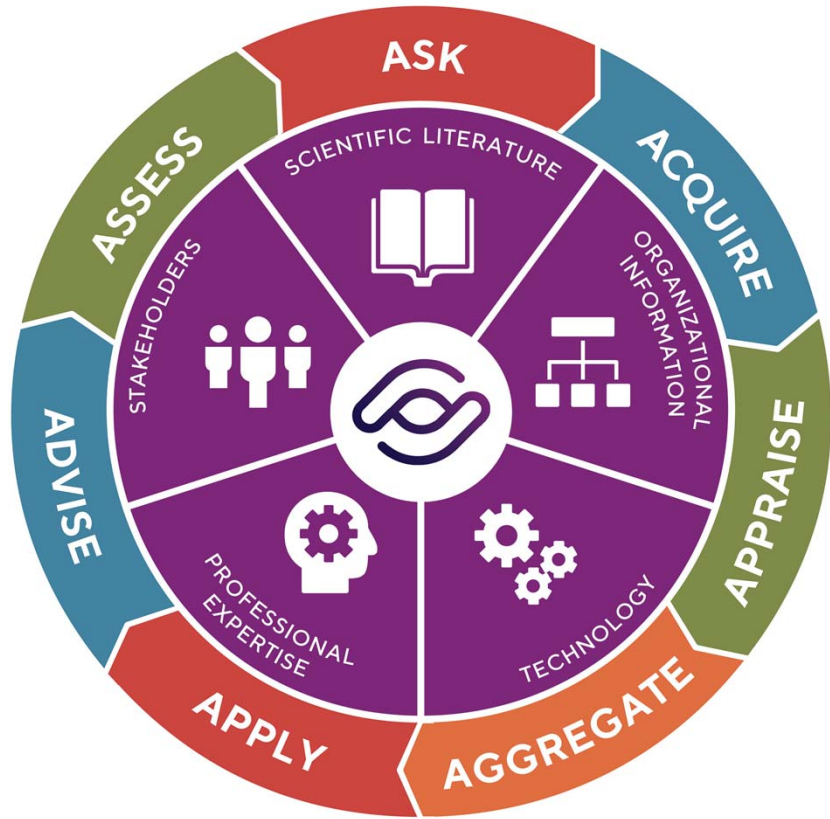 ASK
ACQUIRE
APPRAISE
AGGREGATE
APPLY
ADVISE
ASSESS
SCIENTIFIC LITERATURE
ORGANIZATIONAL
INFORMATION
TECHNOLOGY
PROFESSIONAL
EXPERTISE
STAKEHOLDERS